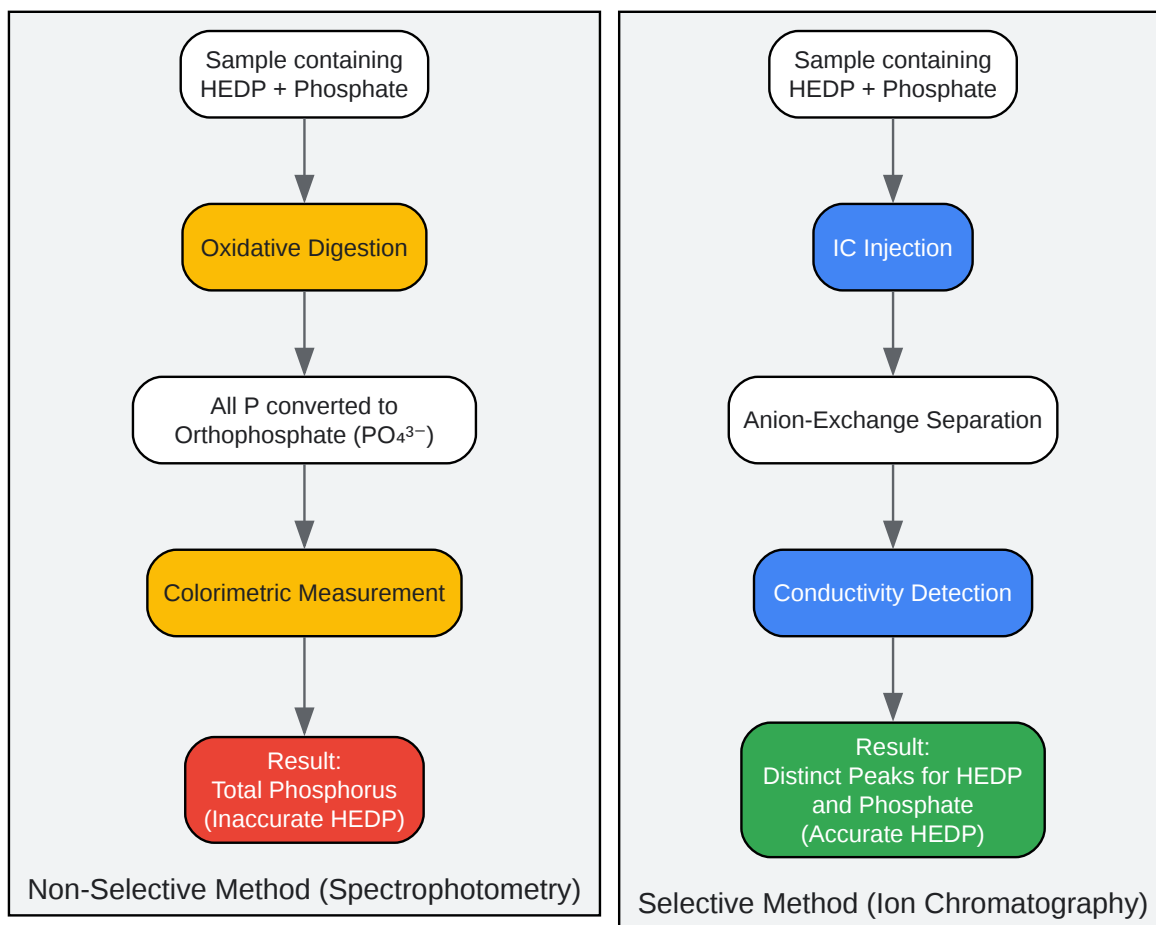 Sample containing
HEDP + Phosphate
Oxidative Digestion
All P converted to
Orthophosphate (PO₄³⁻)
Colorimetric Measurement
Result:
Total Phosphorus
(Inaccurate HEDP)
Non-Selective Method (Spectrophotometry)
Sample containing
HEDP + Phosphate
IC Injection
Anion-Exchange Separation
Conductivity Detection
Result:
Distinct Peaks for HEDP
and Phosphate
(Accurate HEDP)
Selective Method (Ion Chromatography)